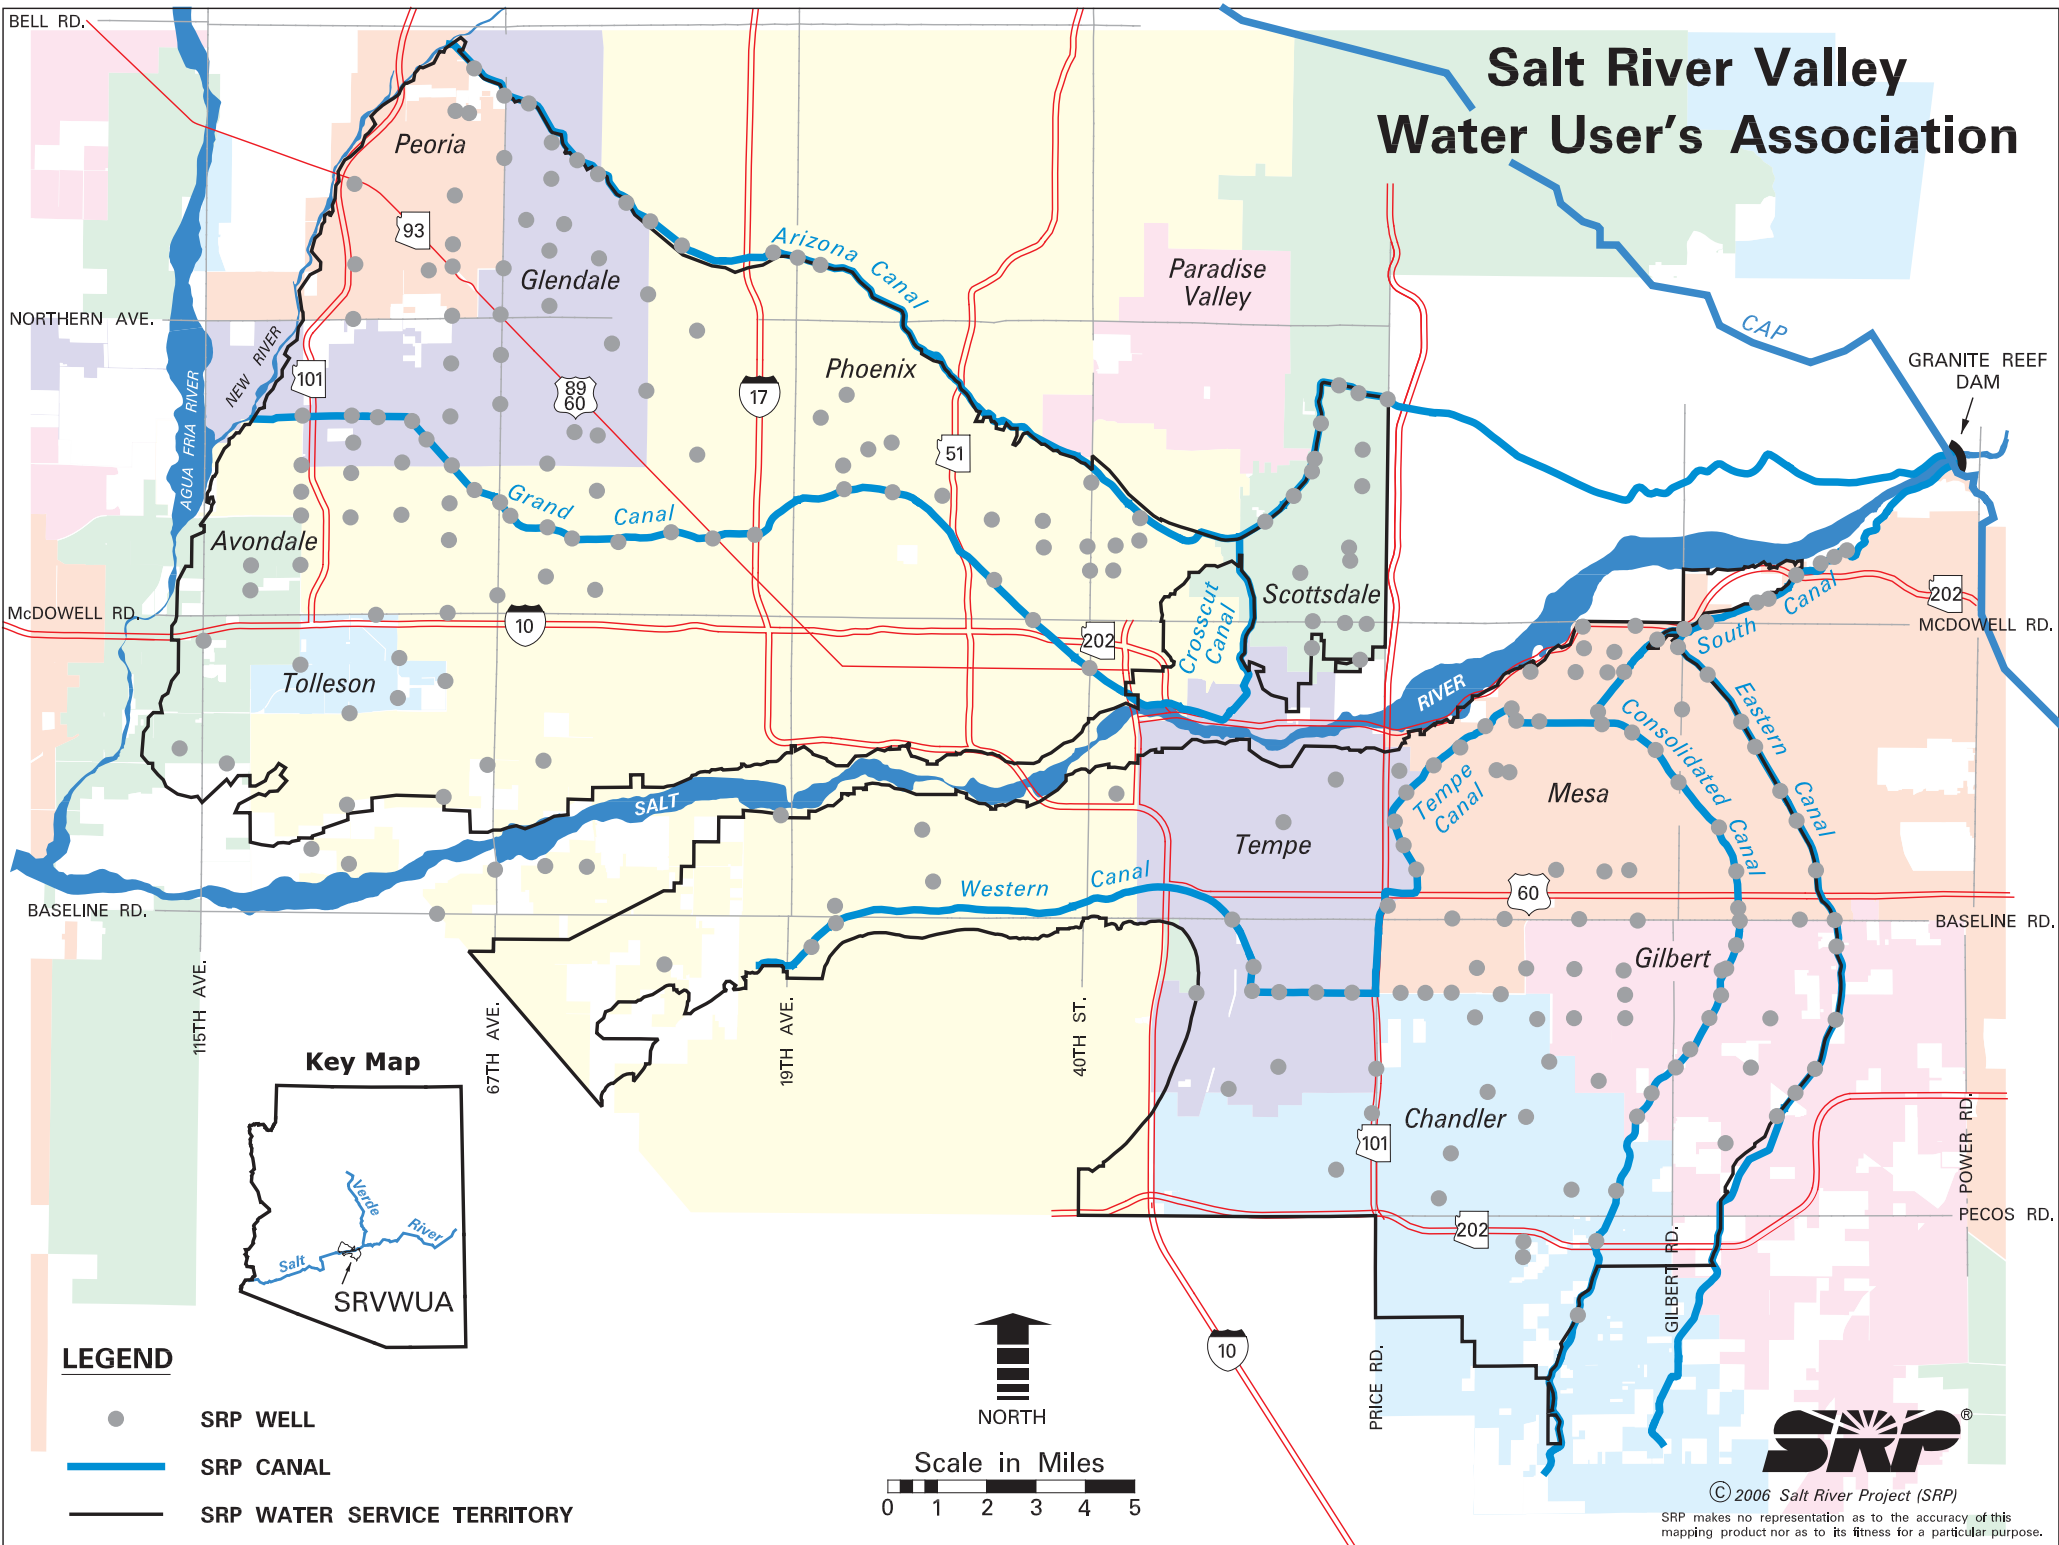 BELL RD.
Salt River Valley
Water User's Association
Peoria
93
Arizona Canal
Glendale
Paradise
Valley
NORTHERN AVE.
CAP
NEW RIVER
GRANITE REEF
DAM
101
89
60
17
Phoenix
AGUA FRIA RIVER
51
Grand Canal
Avondale
Crosscut
Canal
Scottsdale
South Canal
202
McDOWELL RD.
10
202
MCDOWELL RD.
Tolleson
RIVER
Eastern Canal
Consolidated Canal
Tempe
Canal
Mesa
SALT
Tempe
Western Canal
60
BASELINE RD.
BASELINE RD.
Gilbert
115TH AVE.
67TH AVE.
19TH AVE.
40TH ST.
Key Map
Chandler
101
POWER RD.
Verde
River
Salt
SRVWUA
202
PECOS RD.
GILBERT RD.
PRICE RD.
10
LEGEND
SRP WELL
SRP CANAL
SRP WATER SERVICE TERRITORY
NORTH
Scale in Miles
0 1 2 3 4 5
SRP®
© 2006 Salt River Project (SRP)
SRP makes no representation as to the accuracy of this
mapping product nor as to its fitness for a particular purpose.